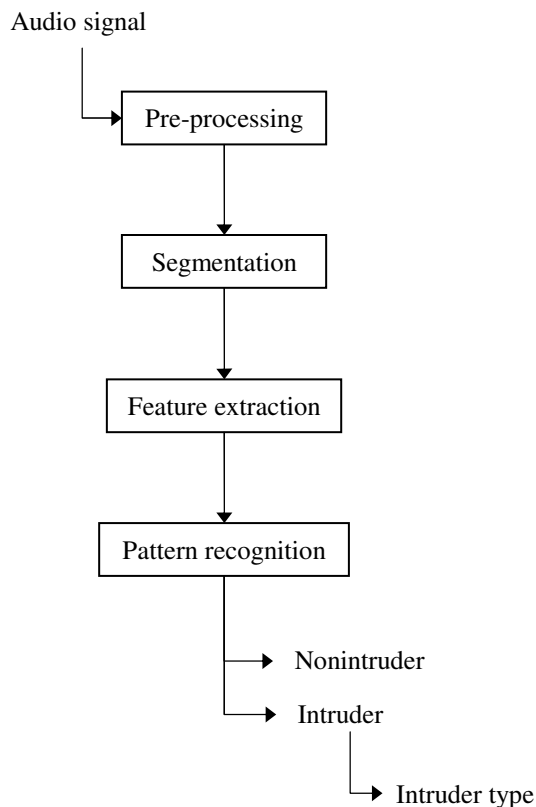 Audio signal
Pre-processing
Segmentation
Feature extraction
Pattern recognition
Nonintruder
Intruder
Intruder type